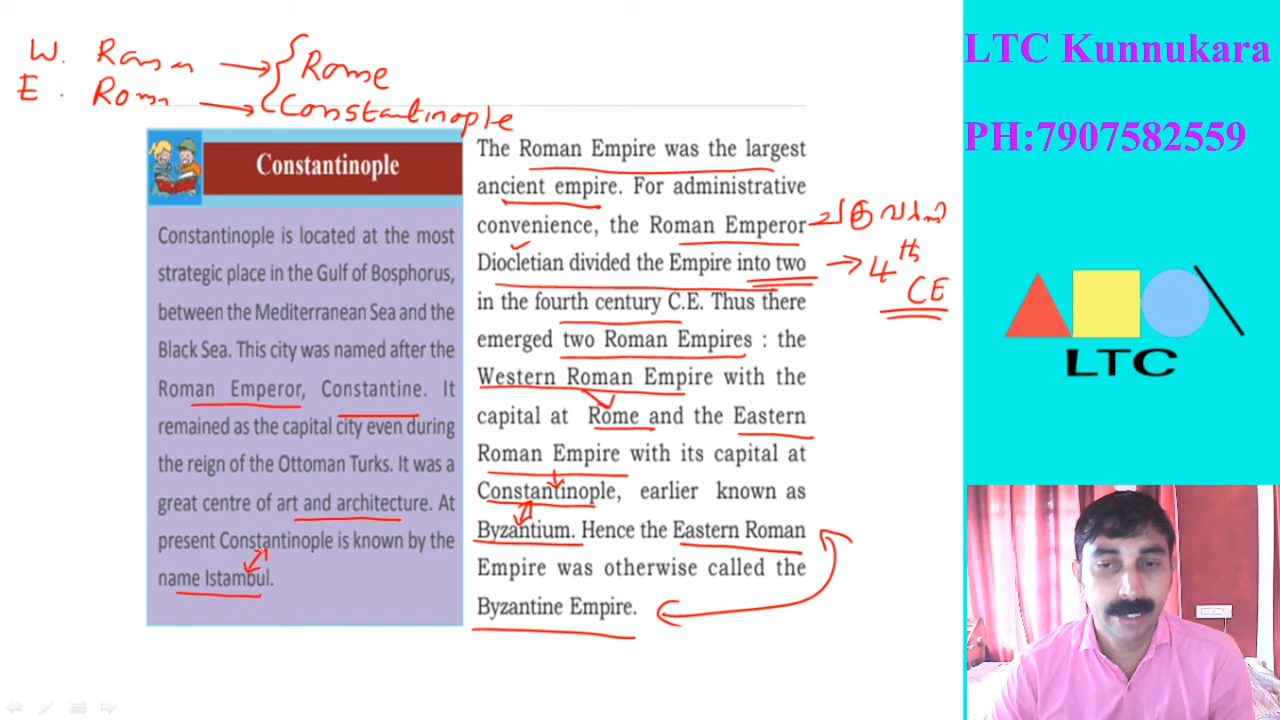 W. Roman → Rome
E. Roma → Constantinople
LTC Kunnukara
PH:7907582559
Constantinople
Constantinople is located at the most
strategic place in the Gulf of Bosphorus,
between the Mediterranean Sea and the
Black Sea. This city was named after the
Roman Emperor, Constantine. It
remained as the capital city even during
the reign of the Ottoman Turks. It was a
great centre of art and architecture. At
present Constantinople is known by the
name Istambul.
The Roman Empire was the largest
ancient empire. For administrative
convenience, the Roman Emperor
Diocletian divided the Empire into two
in the fourth century C.E. Thus there
emerged two Roman Empires : the
Western Roman Empire with the
capital at Rome and the Eastern
Roman Empire with its capital at
Constantinople, earlier known as
Byzantium. Hence the Eastern Roman
Empire was otherwise called the
Byzantine Empire.
4th
CE
LTC